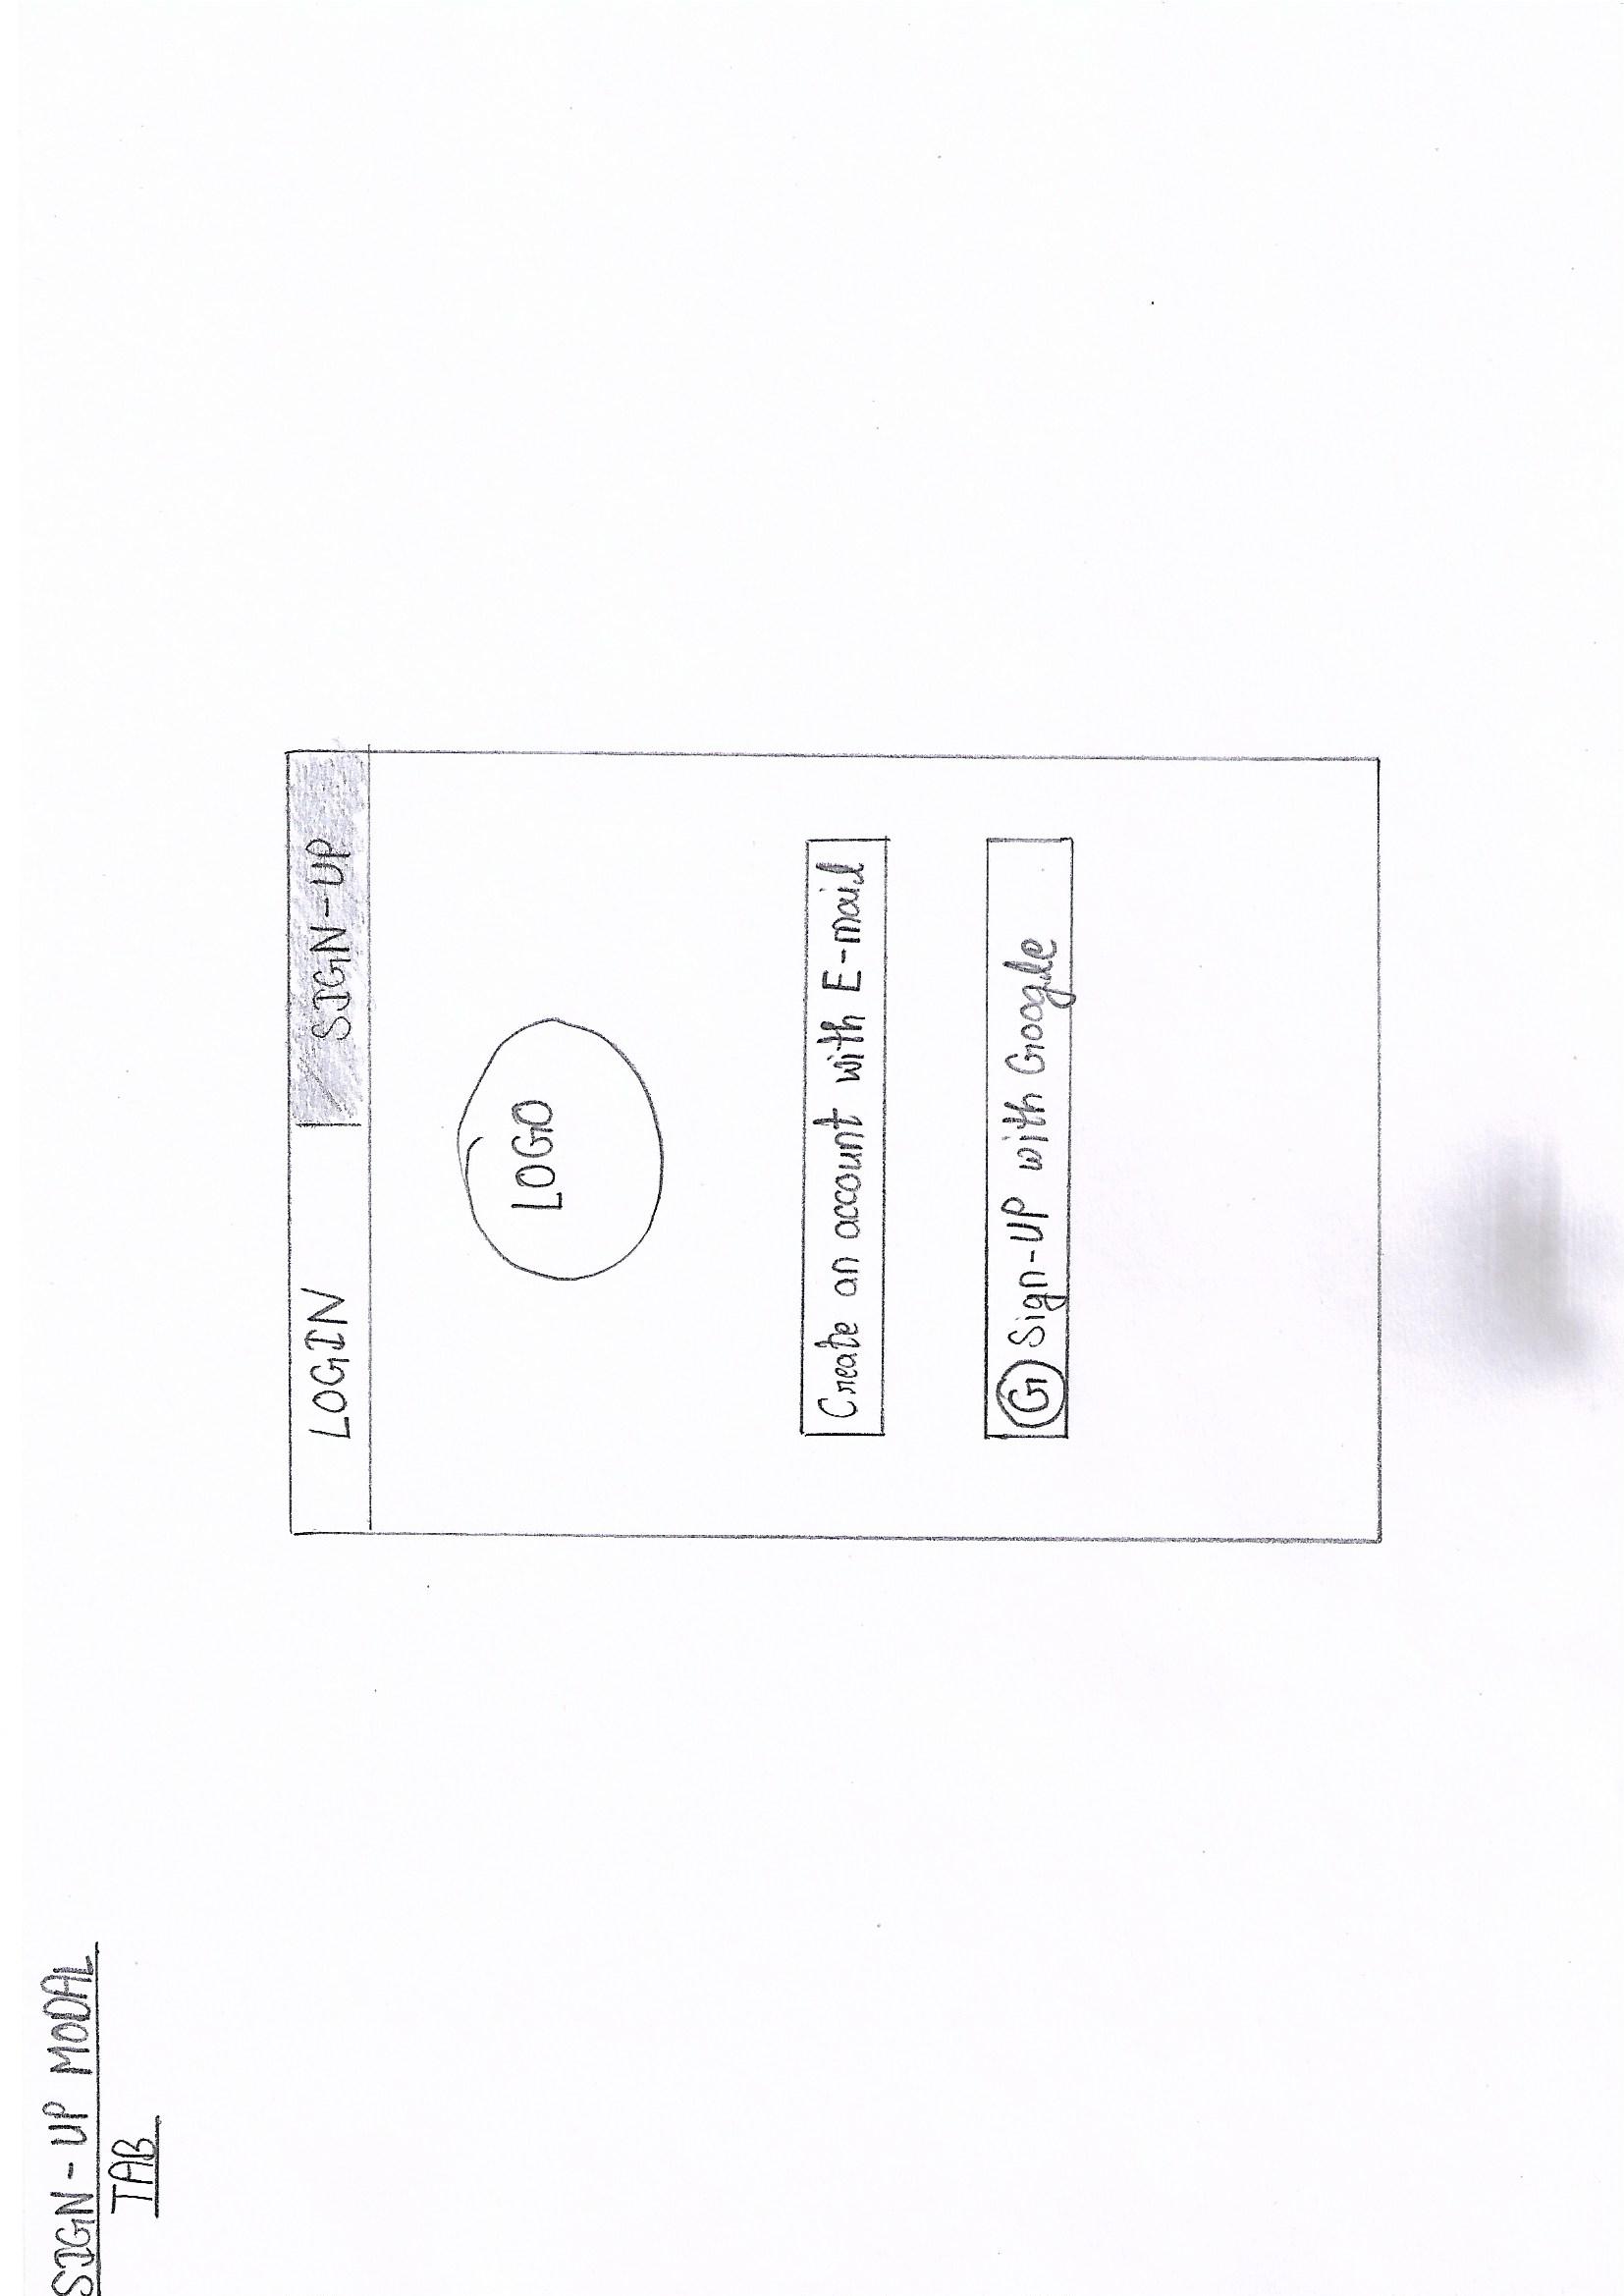 SIGN-UP MODAL
TAB
LOGIN
SIGN-UP
LOGO
Create an account with E-mail
G Sign-UP with Google